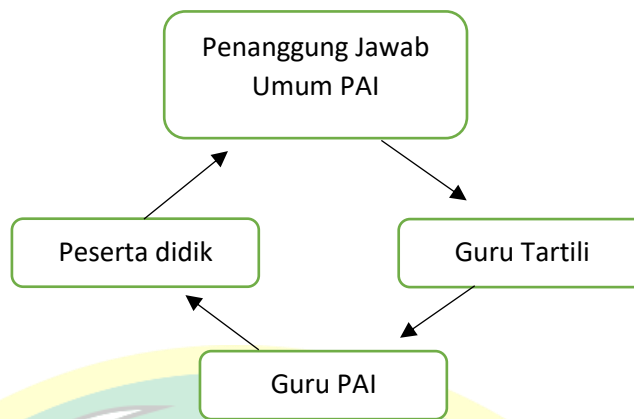 Penanggung Jawab
Umum PAI
Peserta didik
Guru Tartili
Guru PAI